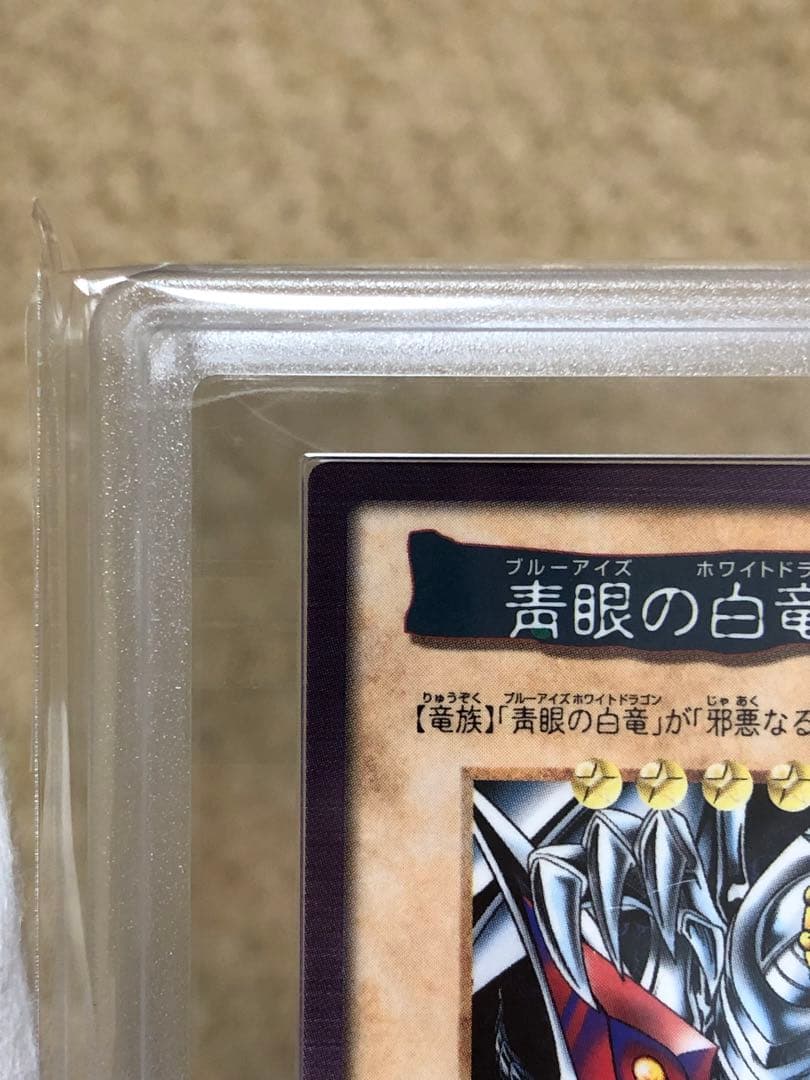 ブルーアイズ ホワイトドラ
青眼の白竜
りゅうぞく ブルーアイズホワイトドラゴン じゃあく
【竜族】「青眼の白竜」が「邪悪なる